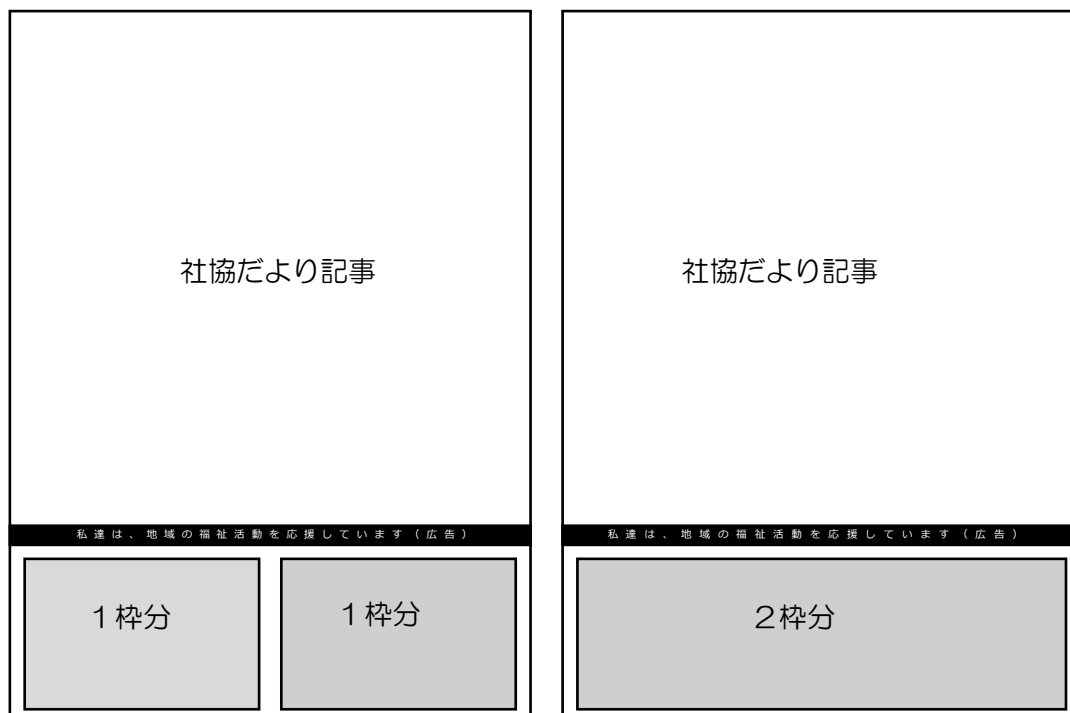 社協だより記事
私達は、地域の福祉活動を応援しています（広告）
１枠分
１枠分
社協だより記事
私達は、地域の福祉活動を応援しています（広告）
２枠分